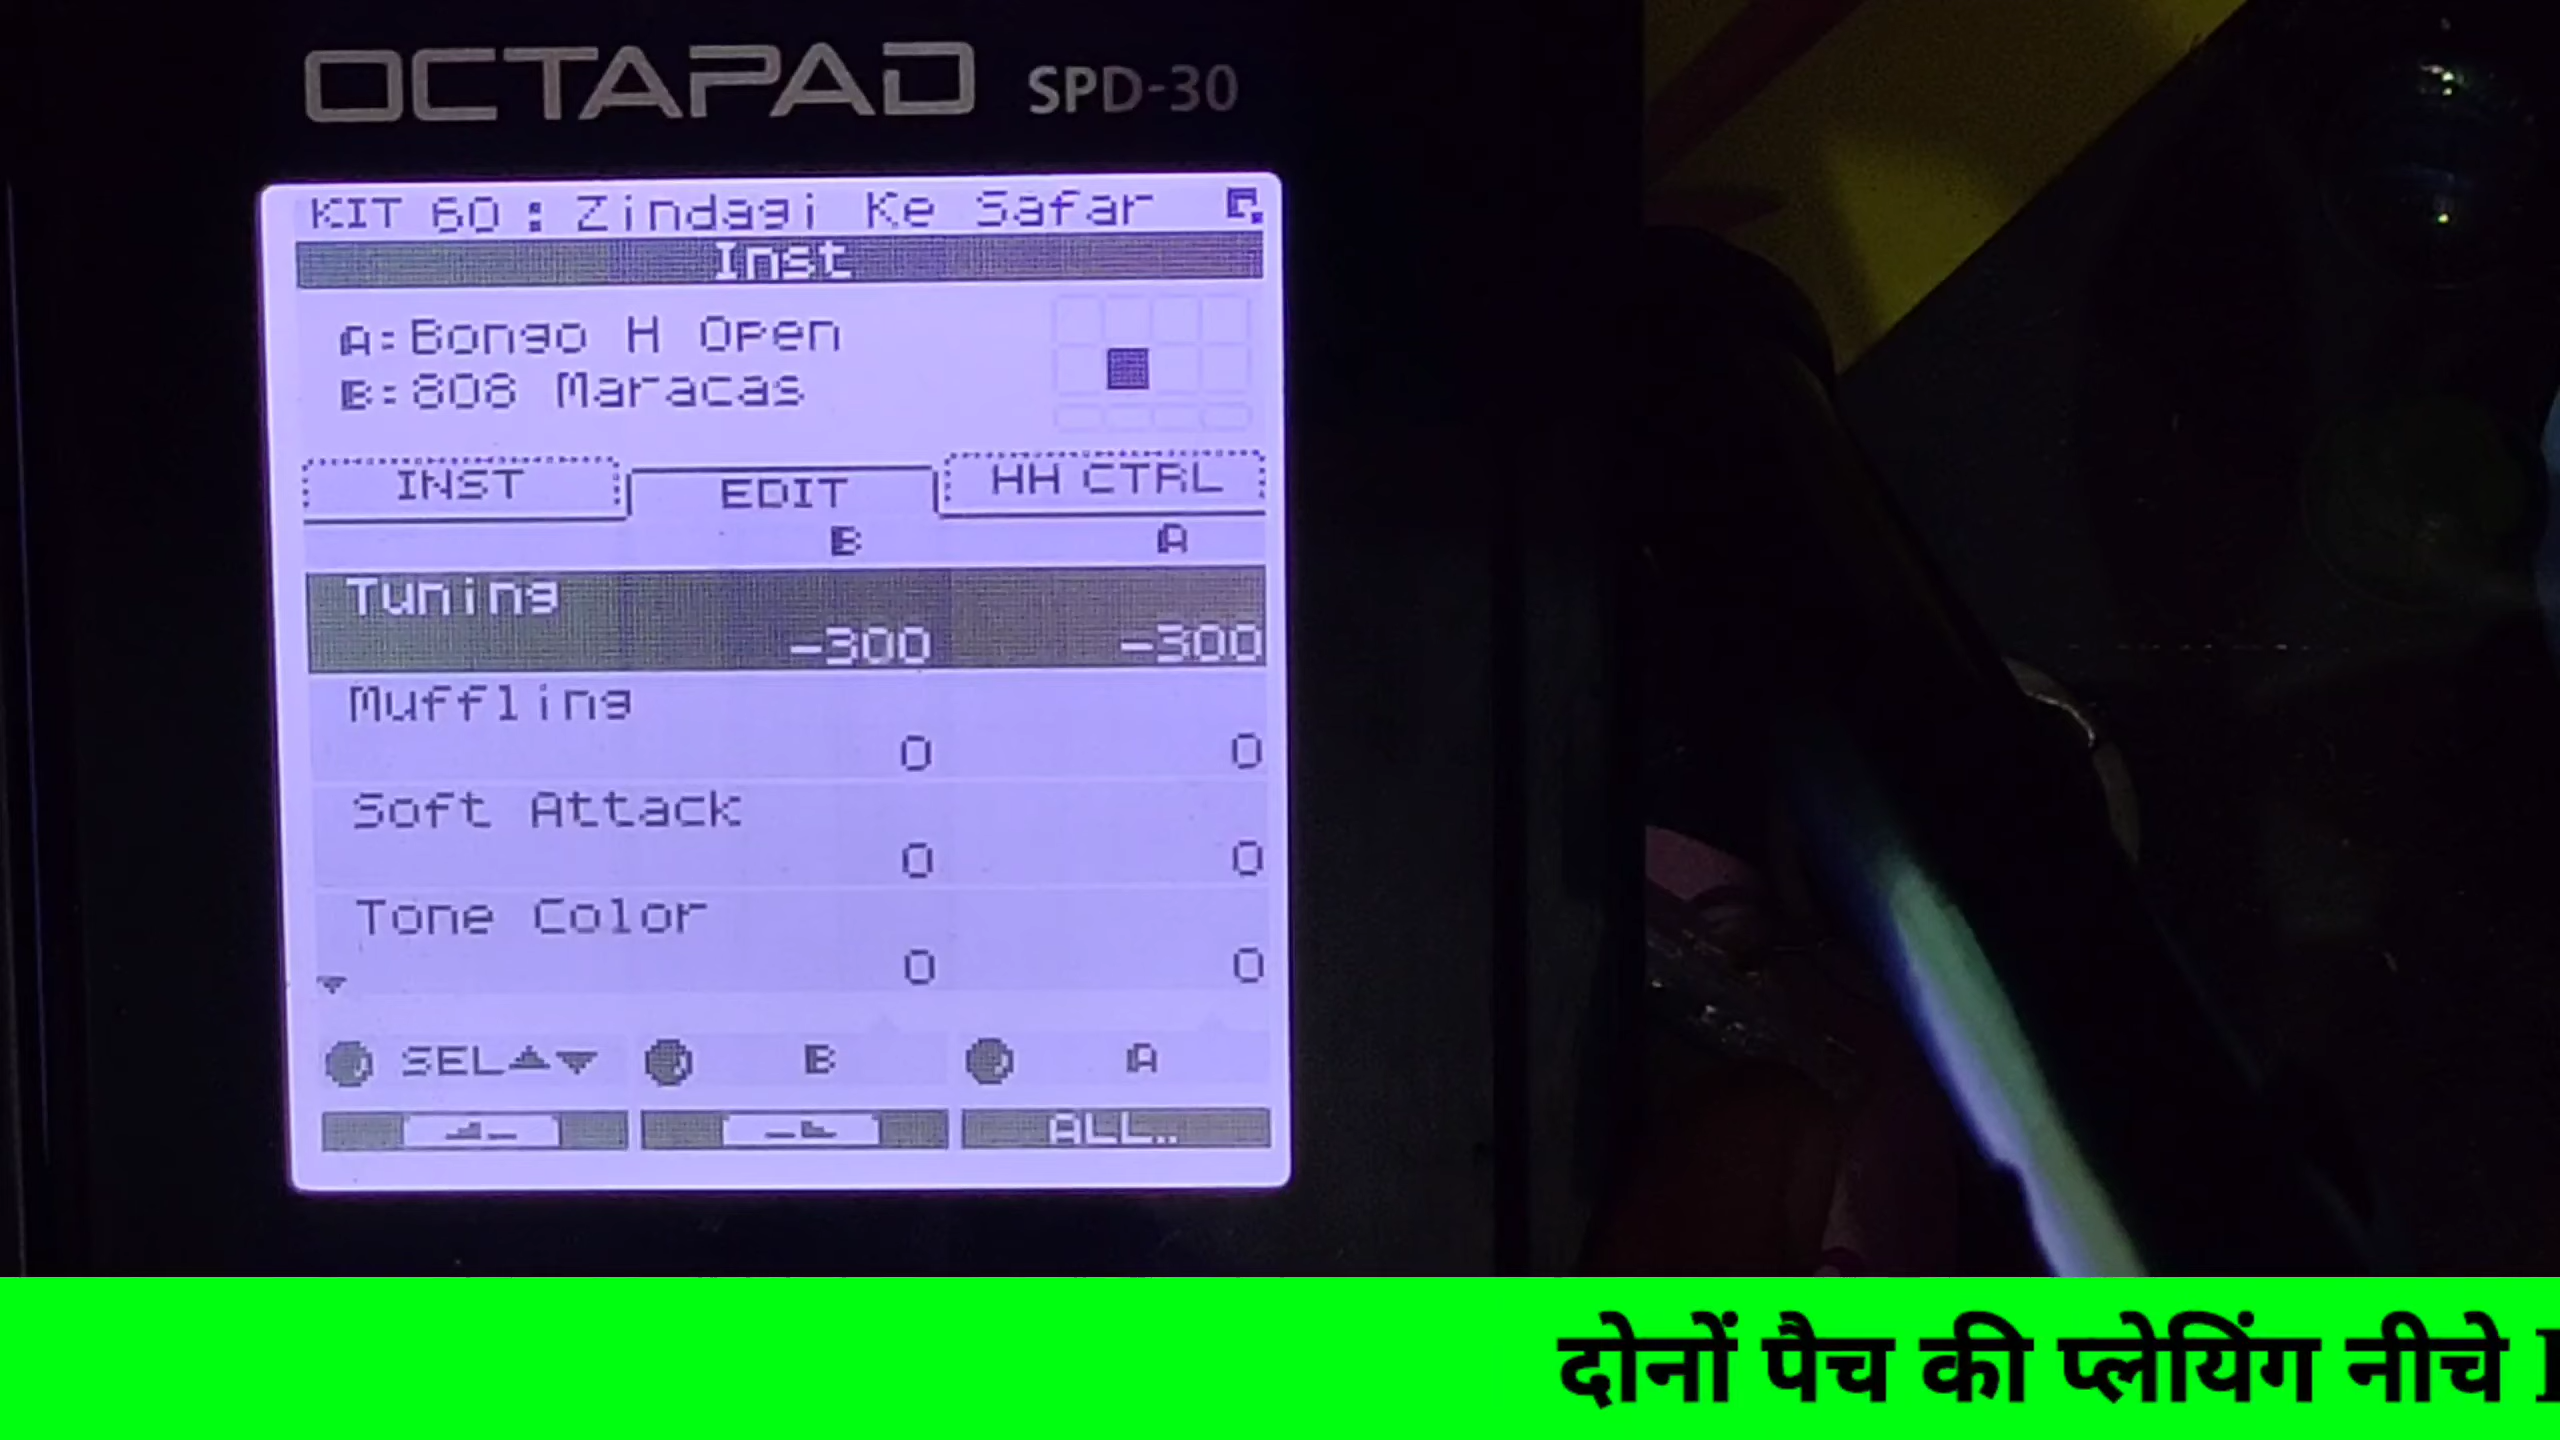 OCTAPAD SPD-30
KIT 60 : Zindagi Ke Safar
Inst
A:Bongo H Open
B:808 Maracas
INST EDIT HH CTRL
B A
Tuning
-300 -300
Muffling
0 0
Soft Attack
0 0
Tone Color
0 0
SEL▲▼ B A
ALL..
दोनों पैच की प्लेयिंग नीचे